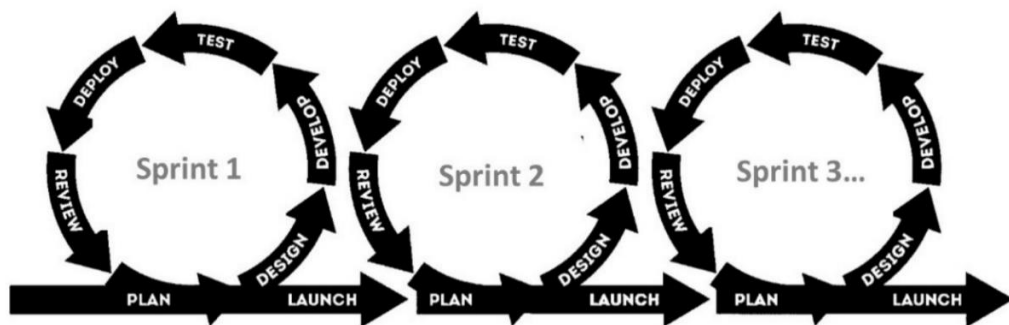 TEST
DEPLOY
DEVELOP
Sprint 1
REVIEW
DESIGN
PLAN
LAUNCH
TEST
DEPLOY
DEVELOP
Sprint 2
REVIEW
DESIGN
PLAN
LAUNCH
TEST
DEPLOY
DEVELOP
Sprint 3...
REVIEW
DESIGN
PLAN
LAUNCH